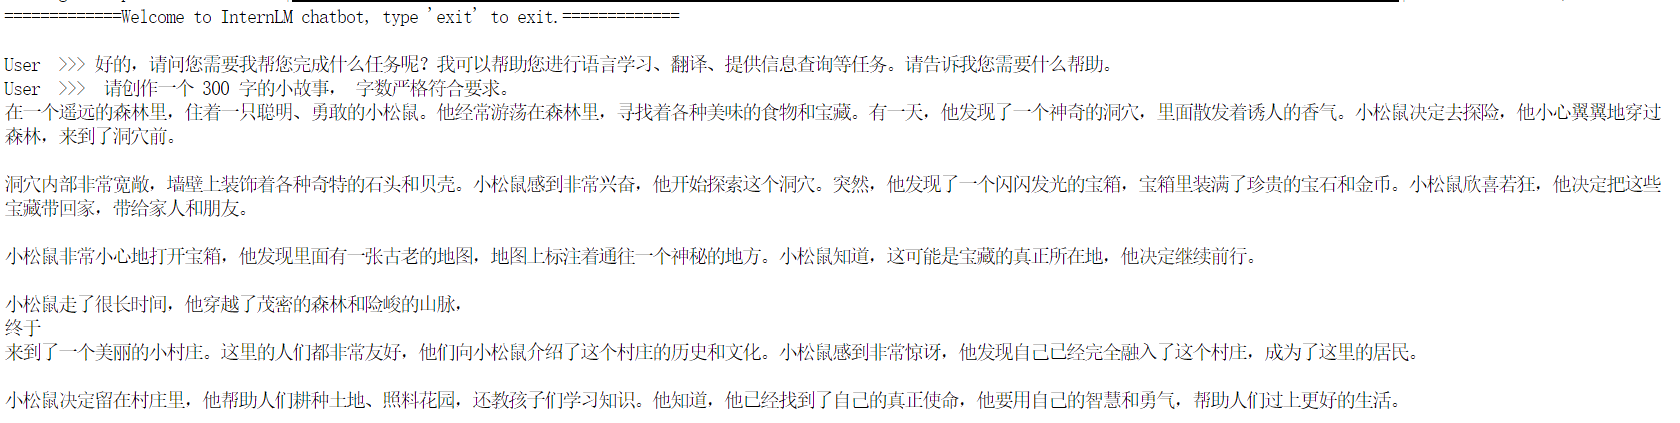 =============Welcome to InternLM chatbot, type 'exit' to exit.=============
User  >>> 好的，请问您需要我帮您完成什么任务呢？我可以帮助您进行语言学习、翻译、提供信息查询等任务。请告诉我您需要什么帮助。
User  >>>  请创作一个 300 字的小故事， 字数严格符合要求。
在一个遥远的森林里，住着一只聪明、勇敢的小松鼠。他经常游荡在森林里，寻找着各种美味的食物和宝藏。有一天，他发现了一个神奇的洞穴，里面散发着诱人的香气。小松鼠决定去探险，他小心翼翼地穿过
森林，来到了洞穴前。
洞穴内部非常宽敞，墙壁上装饰着各种奇特的石头和贝壳。小松鼠感到非常兴奋，他开始探索这个洞穴。突然，他发现了一个闪闪发光的宝箱，宝箱里装满了珍贵的宝石和金币。小松鼠欣喜若狂，他决定把这些
宝藏带回家，带给家人和朋友。
小松鼠非常小心地打开宝箱，他发现里面有一张古老的地图，地图上标注着通往一个神秘的地方。小松鼠知道，这可能是宝藏的真正所在地，他决定继续前行。
小松鼠走了很长时间，他穿越了茂密的森林和险峻的山脉，
终于
来到了一个美丽的小村庄。这里的人们都非常友好，他们向小松鼠介绍了这个村庄的历史和文化。小松鼠感到非常惊讶，他发现自己已经完全融入了这个村庄，成为了这里的居民。
小松鼠决定留在村庄里，他帮助人们耕种土地、照料花园，还教孩子们学习知识。他知道，他已经找到了自己的真正使命，他要用自己的智慧和勇气，帮助人们过上更好的生活。